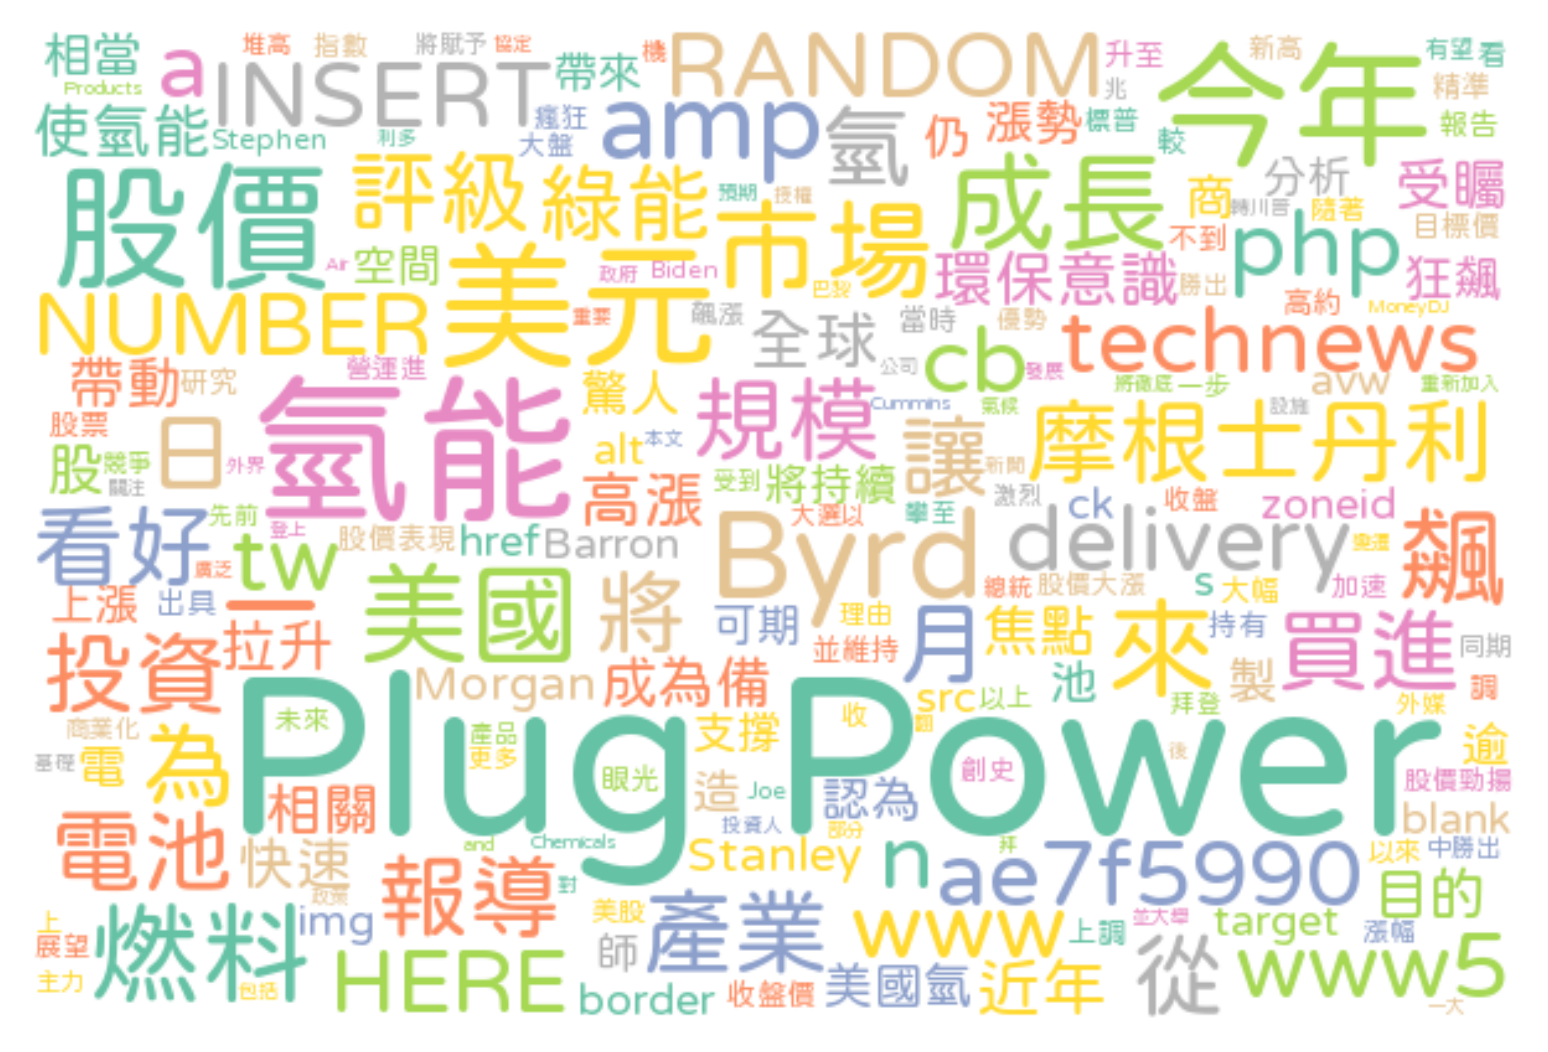 相當
a
INSERT
堆高
指數
將賦予
協定
帶來
機
RANDOM
升至
兆
今年
新高
有望
看
精準
Products
使氫能
Stephen
利多
瘋狂
大盤
amp
氫
仍
漲勢
標普
較
報告
股價
評級
綠能
預期
授權
市場
成長
分析
商
轉川普
隨著
受矚
目標價
不到
php
狂飆
Air
空間
美元
政府
Biden
巴黎
環保意識
勝出
高約
MoneyDJ
NUMBER
重要
飆漲
全球
當時
優勢
technews
帶動
研究
營運進
驚人
公司
cb
發展
將徹底
一步
avw
重新加入
股票
氫能
規模
Cummins
氣候
設施
摩根士丹利
股
競爭
關注
日
外界
alt
本文
讓
新聞
高漲
受到
將持續
激烈
ck
收盤
zoneid
看好
先前
登上
股價表現
href
Barron
大選以
攀至
Byrd
delivery
變遷
飆
廣泛
tw
上漲
出具
一
美國
將
可期
理由
總統
股價大漲
s
大幅
加速
投資
拉升
並維持
月
焦點
來
持有
買進
同期
Morgan
成為備
src
以上
池
拜登
製
外媒
調
商業化
未來
Plug Power
產品
更多
支撐
收
翻
後
逾
基礎
電
為
眼光
創史
股價勁揚
相關
造
Joe
認為
blank
電池
快速
投資人
部分
and
Chemicals
Stanley
n
拜
ae7f5990
以來
中勝出
政策
報導
對
目的
上
展望
燃料
img
美股
產業
www
上調
並大舉
target
漲幅
師
從
www5
主力
包括
HERE
border
收盤價
美國氫
近年
一大